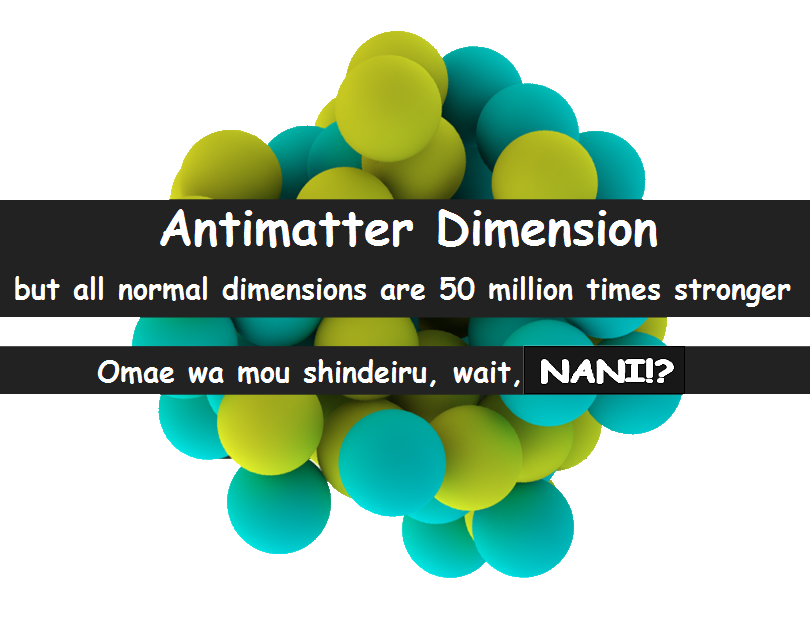 Antimatter Dimension
but all normal dimensions are 50 million times stronger
Omae wa mou shindeiru, wait, NANI!?